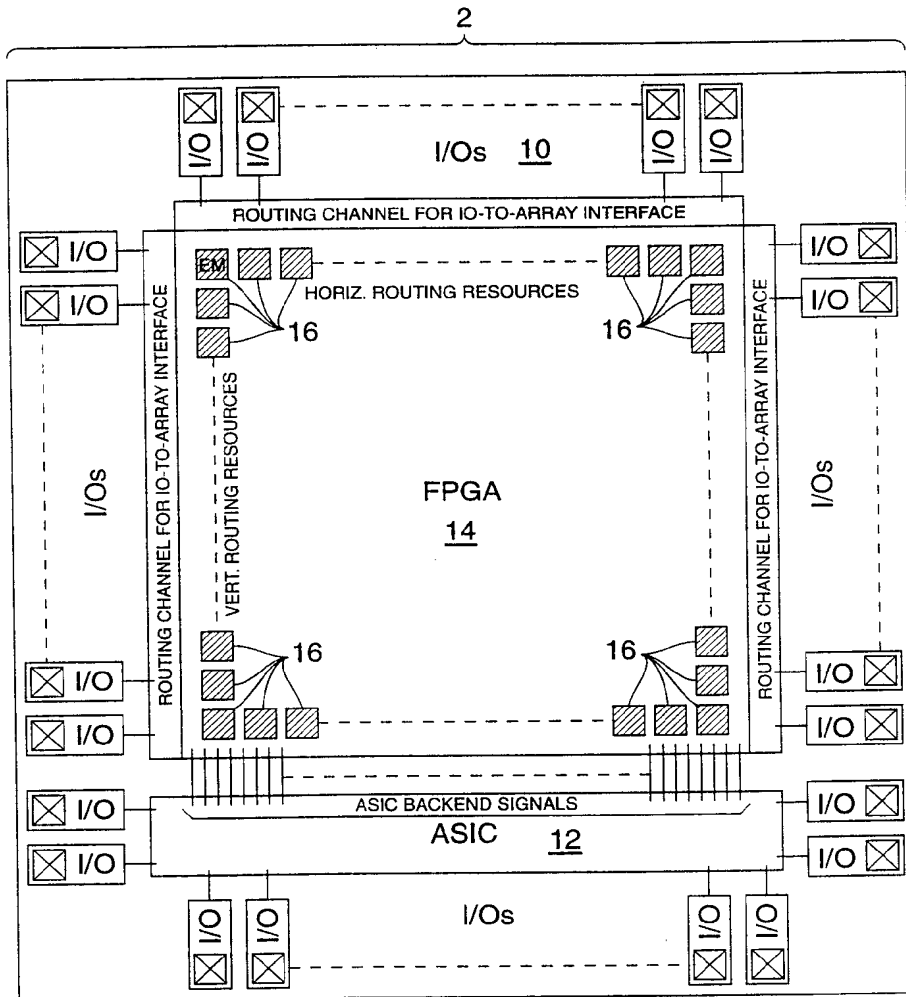 2
I/O I/O I/O I/O
I/Os 10
ROUTING CHANNEL FOR IO-TO-ARRAY INTERFACE
I/O I/O
EM
I/O HORIZ. ROUTING RESOURCES I/O
16 16
ROUTING CHANNEL FOR IO-TO-ARRAY INTERFACE
VERT. ROUTING RESOURCES
ROUTING CHANNEL FOR IO-TO-ARRAY INTERFACE
I/Os
FPGA
14
I/Os
16 16
I/O I/O
I/O I/O
ASIC BACKEND SIGNALS
I/O I/O
ASIC 12
I/O I/O
I/Os
I/O I/O I/O I/O